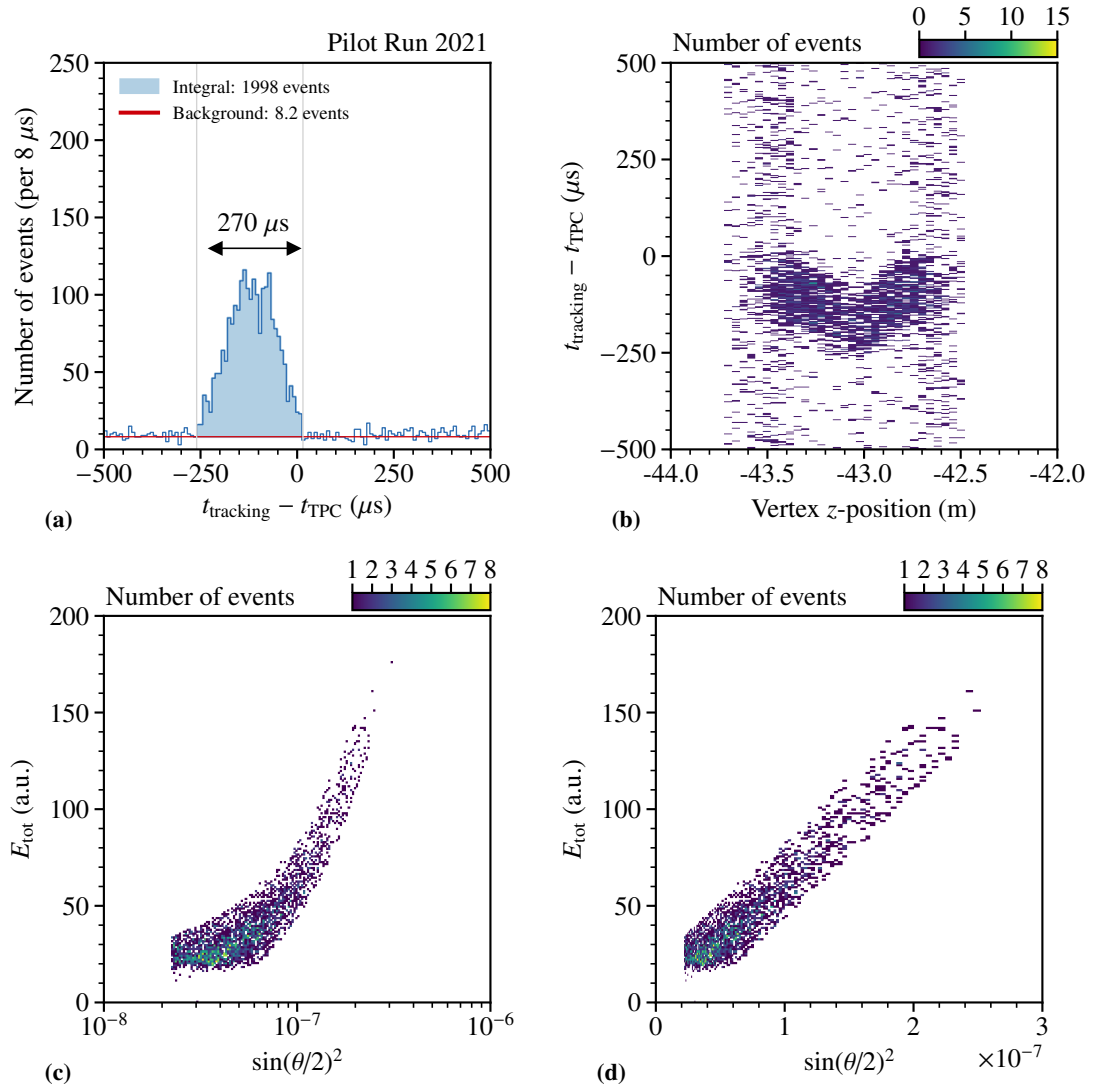 Pilot Run 2021
250
200
150
100
50
0
Number of events (per 8 μs)
Integral: 1998 events
Background: 8.2 events
270 μs
−500 −250 0 250 500
t_tracking − t_TPC (μs)
(a)
0 5 10 15
Number of events
500
250
0
−250
−500
t_tracking − t_TPC (μs)
-44.0 -43.5 -43.0 -42.5 -42.0
Vertex z-position (m)
(b)
1 2 3 4 5 6 7 8
Number of events
200
150
100
50
0
E_tot (a.u.)
10⁻⁸ 10⁻⁷ 10⁻⁶
sin(θ/2)²
(c)
1 2 3 4 5 6 7 8
Number of events
200
150
100
50
0
E_tot (a.u.)
0 1 2 3
sin(θ/2)² ×10⁻⁷
(d)